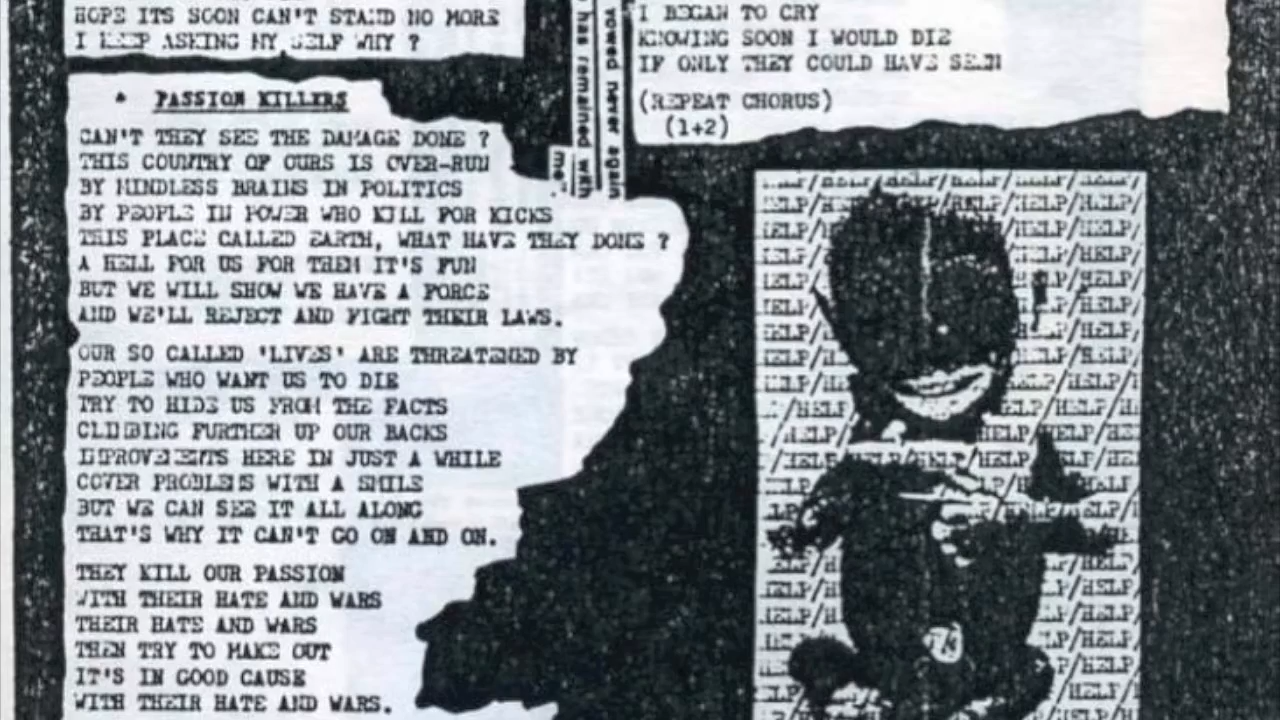 HOPE ITS SOON CAN'T STAND NO MORE
I KEEP ASKING MY SELF WHY ?
PASSION KILLERS
CAN'T THEY SEE THE DAMAGE DONE ?
THIS COUNTRY OF OURS IS OVER-RUN
BY MINDLESS BRAINS IN POLITICS
BY PEOPLE IN POWER WHO KILL FOR KICKS
THIS PLACE CALLED EARTH, WHAT HAVE THEY DONE ?
A HELL FOR US FOR THEM IT'S FUN
BUT WE WILL SHOW WE HAVE A FORCE
AND WE'LL REJECT AND FIGHT THEIR LAWS.
OUR SO CALLED 'LIVES' ARE THREATENED BY
PEOPLE WHO WANT US TO DIE
TRY TO HIDE US FROM THE FACTS
CLIMBING FURTHER UP OUR BACKS
IMPROVEMENTS HERE IN JUST A WHILE
COVER PROBLEMS WITH A SMILE
BUT WE CAN SEE IT ALL ALONG
THAT'S WHY IT CAN'T GO ON AND ON.
THEY KILL OUR PASSION
WITH THEIR HATE AND WARS
THEIR HATE AND WARS
THEN TRY TO MAKE OUT
IT'S IN GOOD CAUSE
WITH THEIR HATE AND WARS.
vowed never again
has remained with
me"
I BEGAN TO CRY
KNOWING SOON I WOULD DIE
IF ONLY THEY COULD HAVE SEEN
(REPEAT CHORUS)
(1+2)
HELP/HELP/HELP/HELP